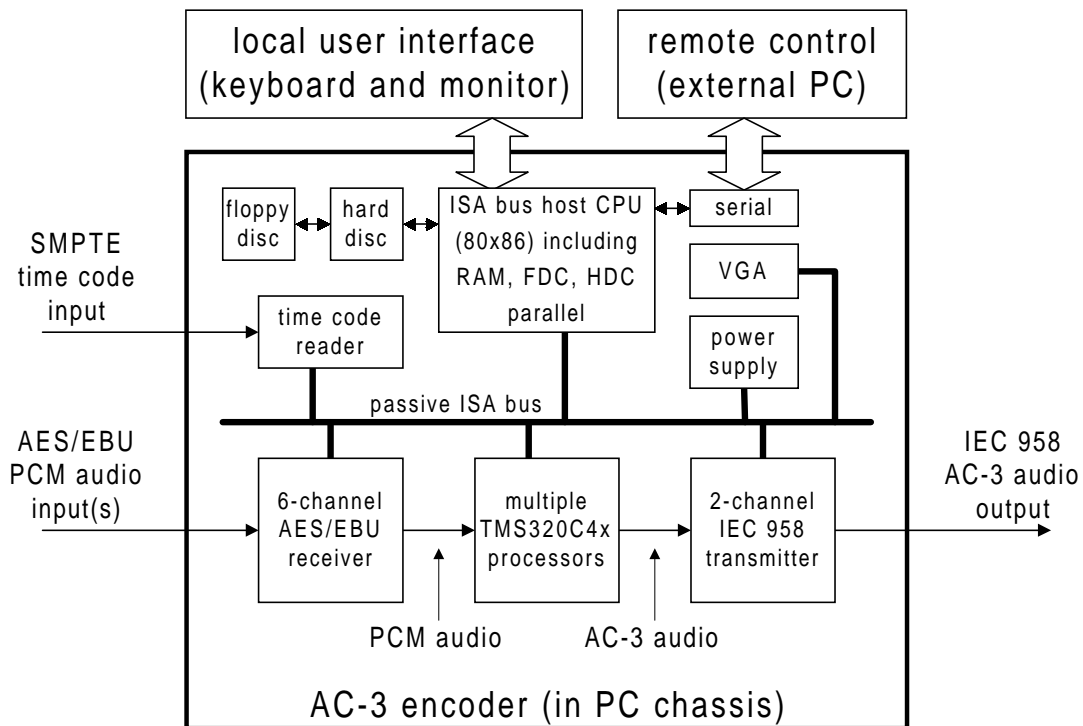 local user interface
(keyboard and monitor)
remote control
(external PC)
floppy
disc
hard
disc
ISA bus host CPU
(80x86) including
RAM, FDC, HDC
parallel
serial
VGA
SMPTE
time code
input
time code
reader
power
supply
passive ISA bus
AES/EBU
PCM audio
input(s)
6-channel
AES/EBU
receiver
multiple
TMS320C4x
processors
2-channel
IEC 958
transmitter
IEC 958
AC-3 audio
output
PCM audio
AC-3 audio
AC-3 encoder (in PC chassis)